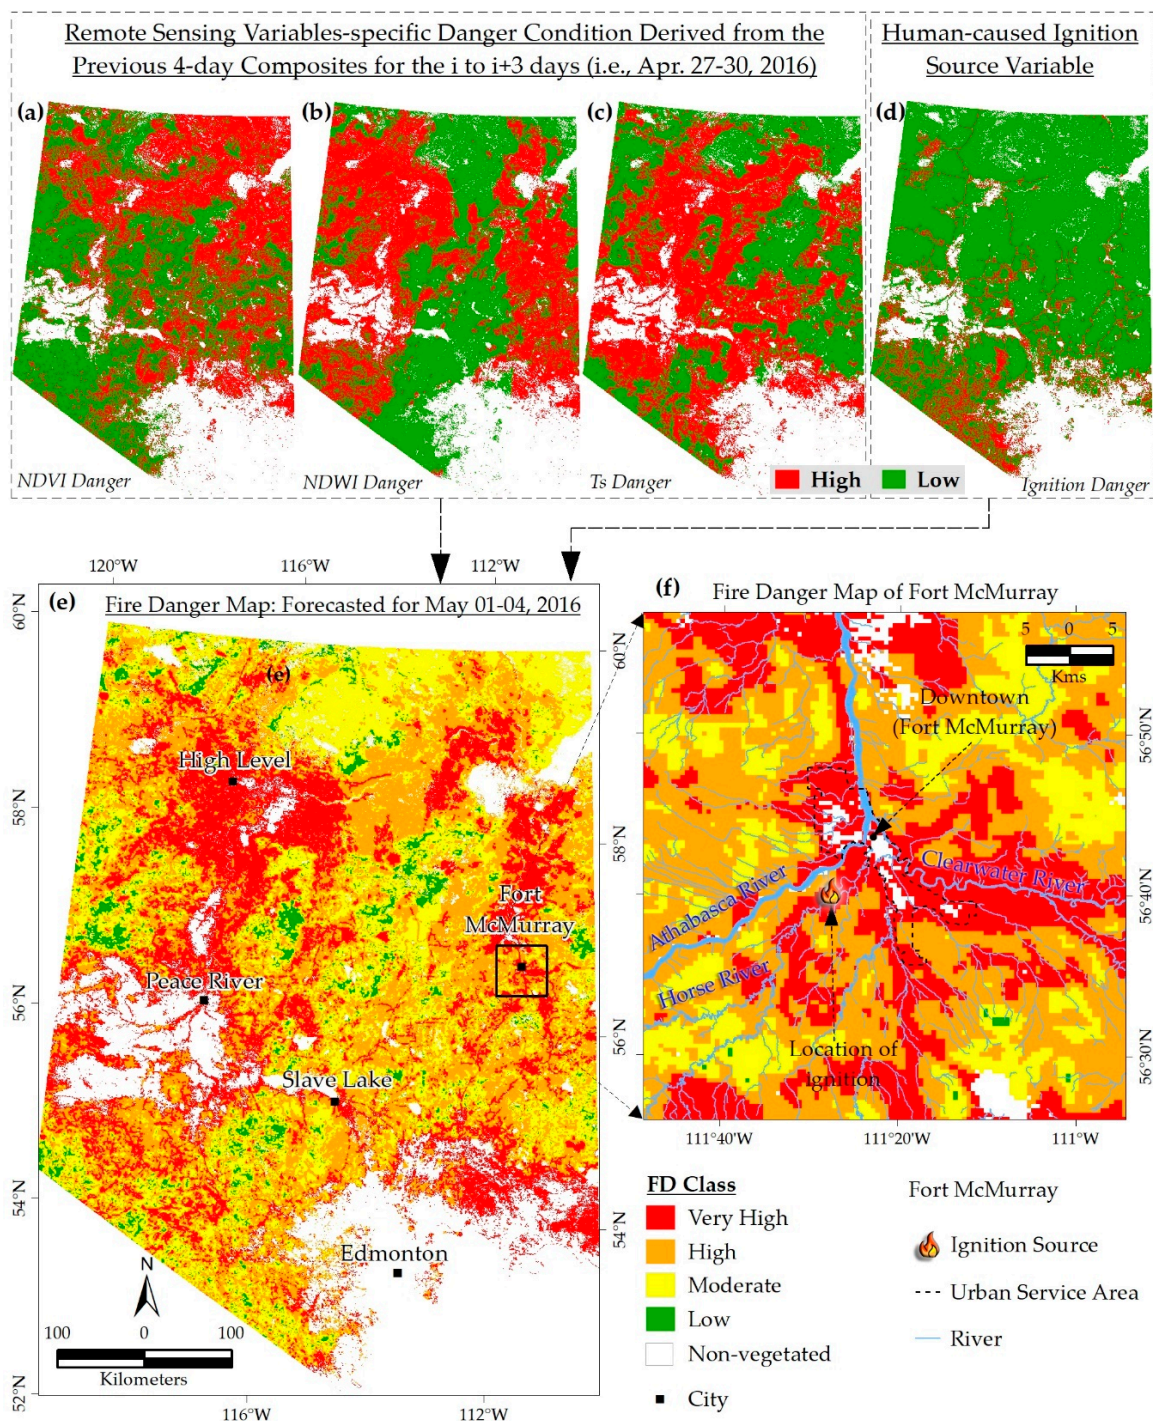 Remote Sensing Variables-specific Danger Condition Derived from the
Previous 4-day Composites for the i to i+3 days (i.e., Apr. 27-30, 2016)
Human-caused Ignition
Source Variable
(a)
(b)
(c)
(d)
NDVI Danger
NDWI Danger
Ts Danger
High
Low
Ignition Danger
120°W
116°W
112°W
(e)
Fire Danger Map: Forecasted for May 01-04, 2016
60°N
58°N
56°N
54°N
52°N
60°N
58°N
56°N
54°N
(e)
High Level
Fort
McMurray
Peace River
Slave Lake
Edmonton
N
100 0 100
Kilometers
116°W
112°W
(f)
Fire Danger Map of Fort McMurray
5 0 5
Kms
Downtown
(Fort McMurray)
Clearwater River
Athabasca River
Horse River
Location of
Ignition
56°50'N
56°40'N
56°30'N
111°40'W
111°20'W
111°W
FD Class
Very High
High
Moderate
Low
Non-vegetated
City
Fort McMurray
Ignition Source
Urban Service Area
River